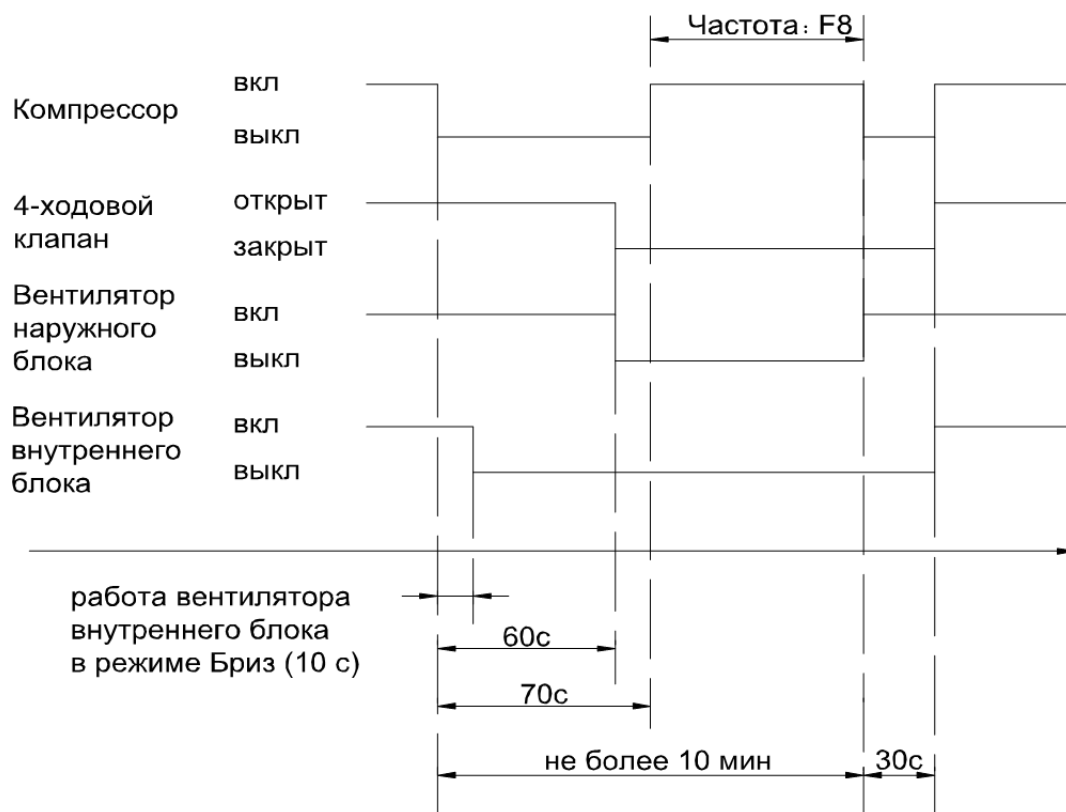 Частота: F8
Компрессор
вкл
выкл
4-ходовой
клапан
открыт
закрыт
Вентилятор
наружного
блока
вкл
выкл
Вентилятор
внутреннего
блока
вкл
выкл
работа вентилятора
внутреннего блока
в режиме Бриз (10 с)
60с
70с
не более 10 мин
30с